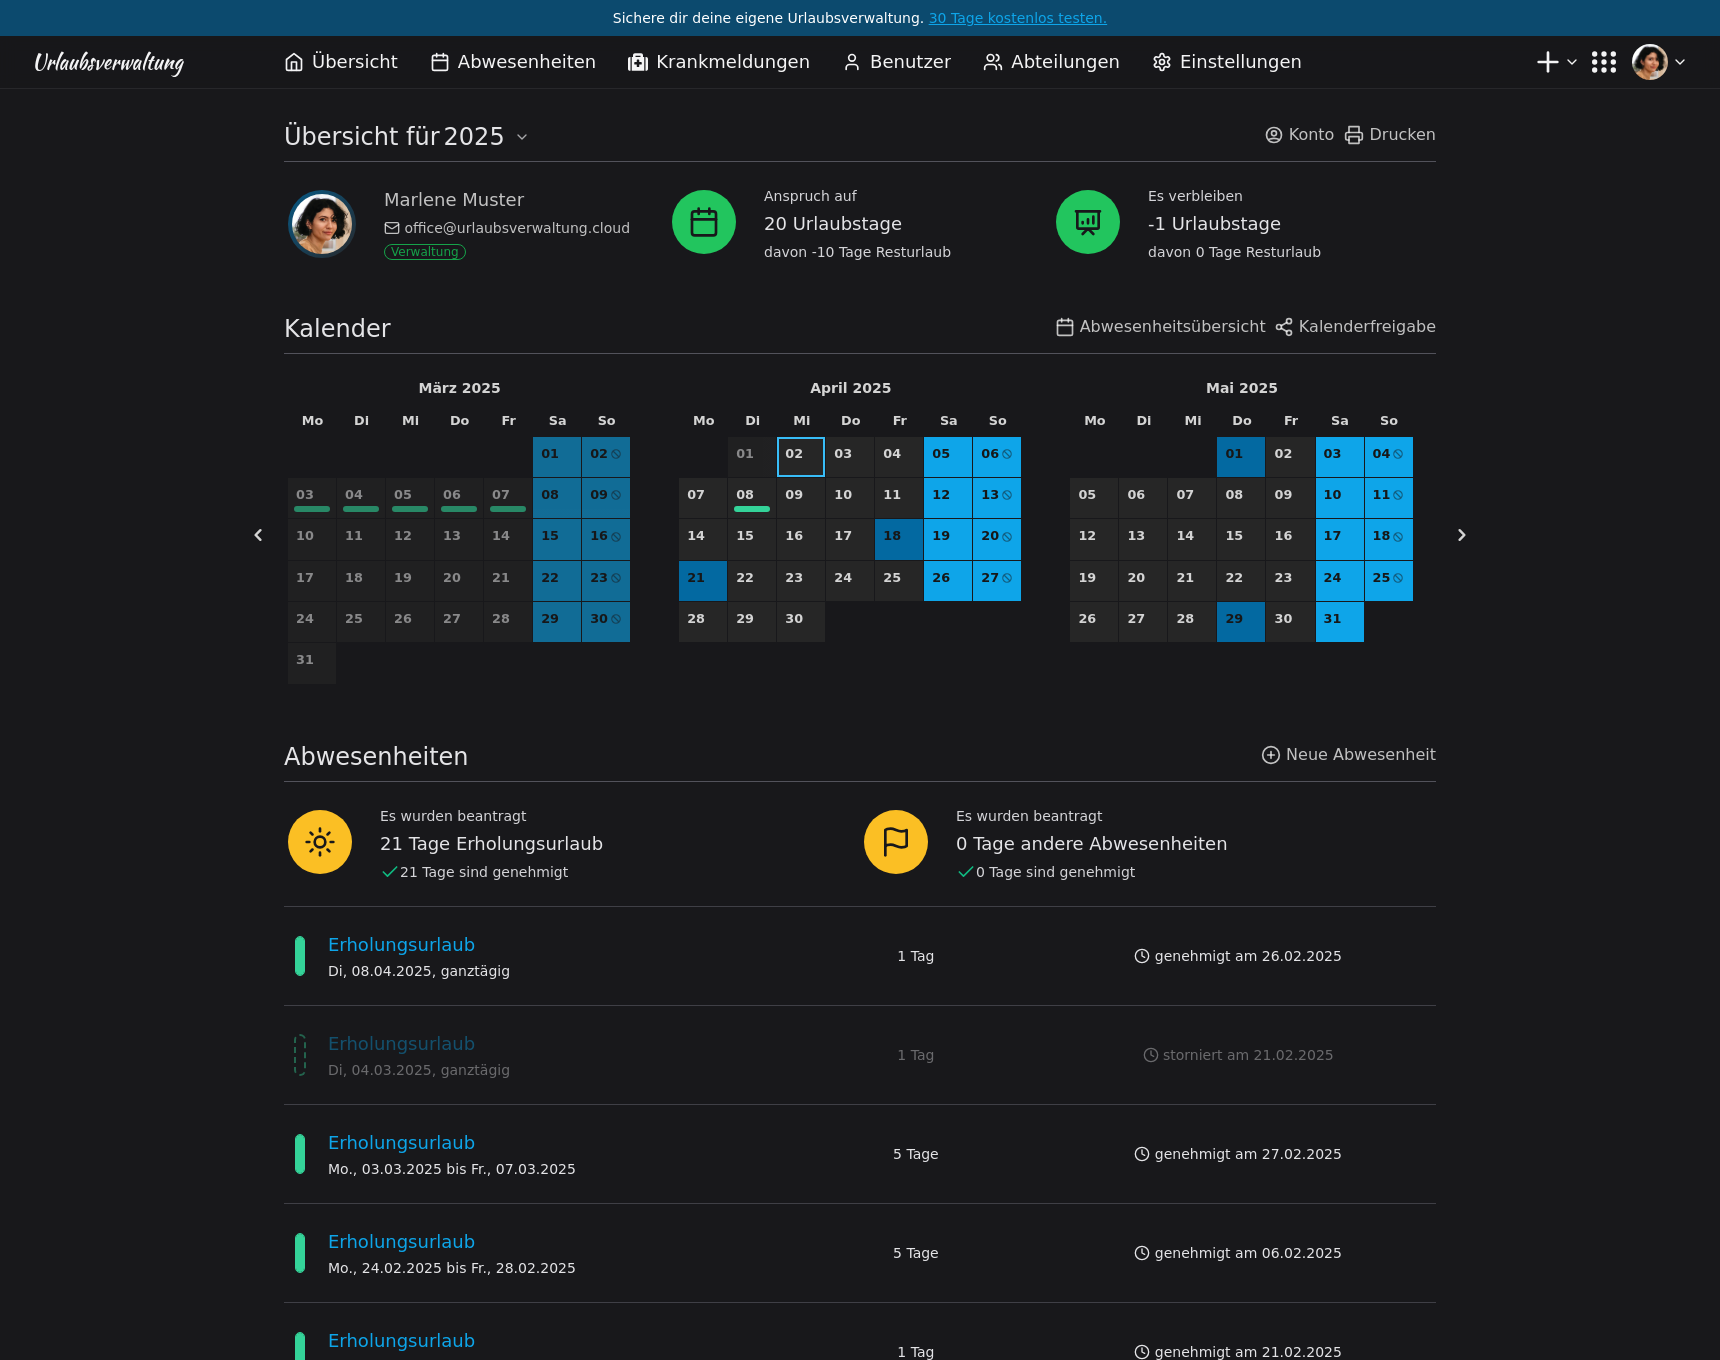 Sichere dir deine eigene Urlaubsverwaltung. 30 Tage kostenlos testen.
Urlaubsverwaltung Übersicht Abwesenheiten Krankmeldungen Benutzer Abteilungen Einstellungen
Übersicht für 2025 Konto Drucken
Marlene Muster
office@urlaubsverwaltung.cloud
Verwaltung
Anspruch auf
20 Urlaubstage
davon -10 Tage Resturlaub
Es verbleiben
-1 Urlaubstage
davon 0 Tage Resturlaub
Kalender Abwesenheitsübersicht Kalenderfreigabe
März 2025
Mo Di Mi Do Fr Sa So
01 02
03 04 05 06 07 08 09
10 11 12 13 14 15 16
17 18 19 20 21 22 23
24 25 26 27 28 29 30
31
April 2025
Mo Di Mi Do Fr Sa So
01 02 03 04 05 06
07 08 09 10 11 12 13
14 15 16 17 18 19 20
21 22 23 24 25 26 27
28 29 30
Mai 2025
Mo Di Mi Do Fr Sa So
01 02 03 04
05 06 07 08 09 10 11
12 13 14 15 16 17 18
19 20 21 22 23 24 25
26 27 28 29 30 31
Abwesenheiten Neue Abwesenheit
Es wurden beantragt
21 Tage Erholungsurlaub
21 Tage sind genehmigt
Es wurden beantragt
0 Tage andere Abwesenheiten
0 Tage sind genehmigt
Erholungsurlaub
Di, 08.04.2025, ganztägig
1 Tag
genehmigt am 26.02.2025
Erholungsurlaub
Di, 04.03.2025, ganztägig
1 Tag
storniert am 21.02.2025
Erholungsurlaub
Mo., 03.03.2025 bis Fr., 07.03.2025
5 Tage
genehmigt am 27.02.2025
Erholungsurlaub
Mo., 24.02.2025 bis Fr., 28.02.2025
5 Tage
genehmigt am 06.02.2025
Erholungsurlaub
1 Tag
genehmigt am 21.02.2025